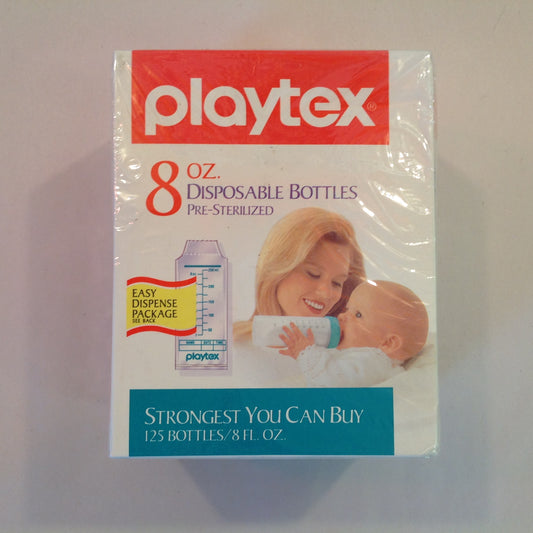 playtex®
8 OZ.
DISPOSABLE BOTTLES
PRE-STERILIZED
EASY
DISPENSE
PACKAGE
SEE BACK
playtex
STRONGEST YOU CAN BUY
125 BOTTLES/8 FL. OZ.